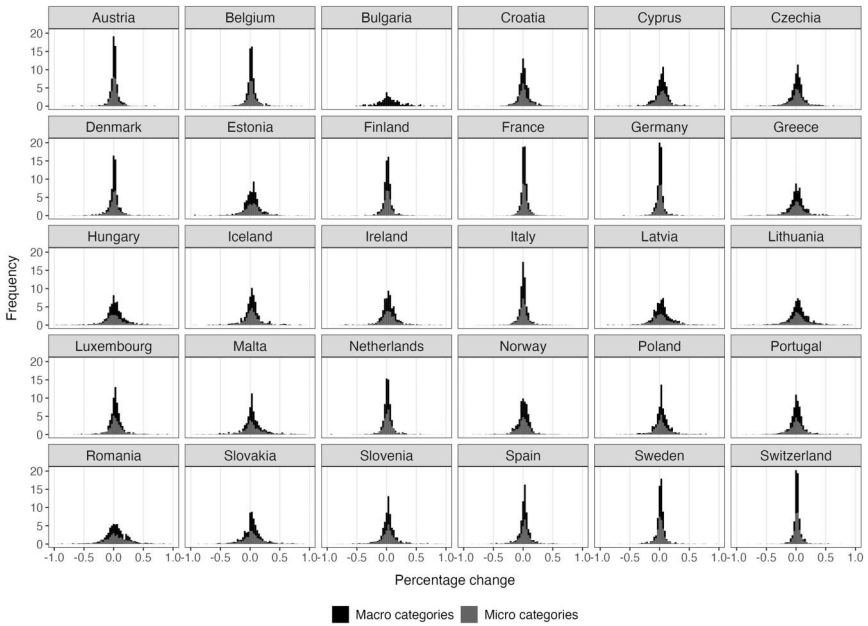 Austria Belgium Bulgaria Croatia Cyprus Czechia
20
15
10
5
0
Denmark Estonia Finland France Germany Greece
20
15
10
5
0
Hungary Iceland Ireland Italy Latvia Lithuania
20
15
10
5
0
Luxembourg Malta Netherlands Norway Poland Portugal
20
15
10
5
0
Romania Slovakia Slovenia Spain Sweden Switzerland
20
15
10
5
0
-1.0 -0.5 0.0 0.5 1.0 -1.0 -0.5 0.0 0.5 1.0 -1.0 -0.5 0.0 0.5 1.0 -1.0 -0.5 0.0 0.5 1.0 -1.0 -0.5 0.0 0.5 1.0 -1.0 -0.5 0.0 0.5 1.0
Frequency
Percentage change
Macro categories Micro categories